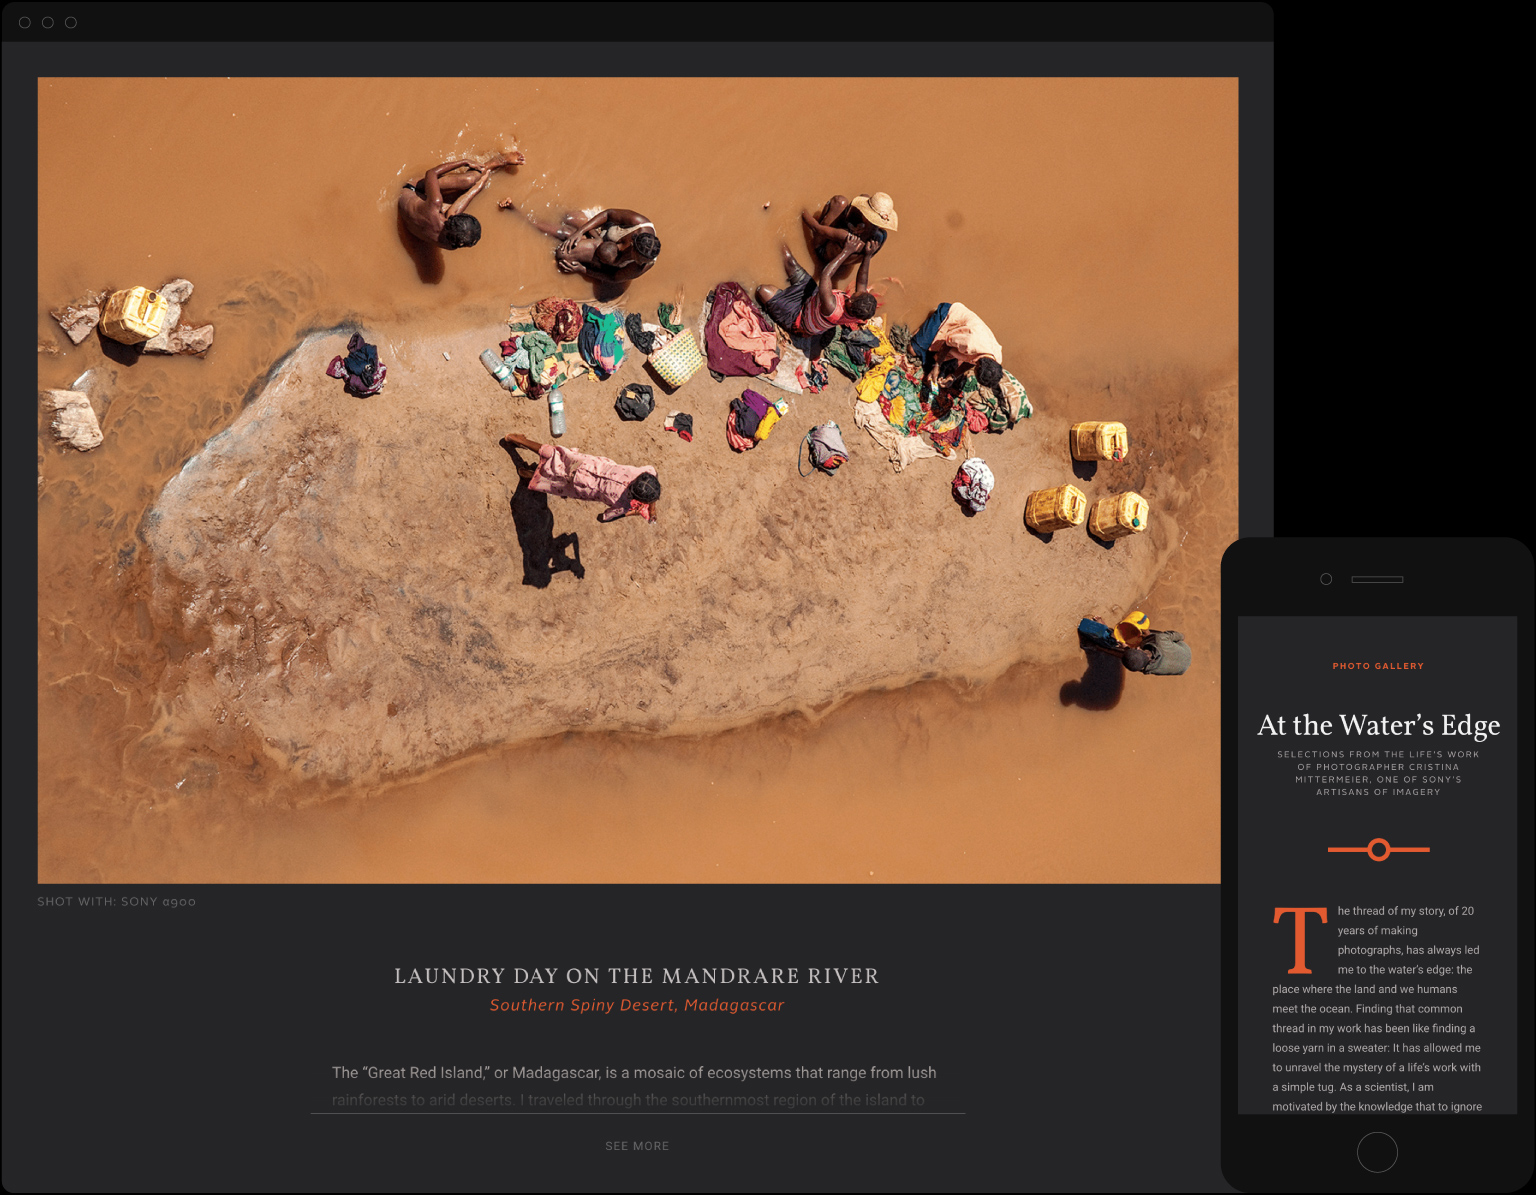 SHOT WITH: SONY α900
LAUNDRY DAY ON THE MANDRARE RIVER
Southern Spiny Desert, Madagascar
The “Great Red Island,” or Madagascar, is a mosaic of ecosystems that range from lush
rainforests to arid deserts. I traveled through the southernmost region of the island to
SEE MORE
PHOTO GALLERY
At the Water’s Edge
SELECTIONS FROM THE LIFE’S WORK
OF PHOTOGRAPHER CRISTINA
MITTERMEIER, ONE OF SONY’S
ARTISANS OF IMAGERY
The thread of my story, of 20
years of making
photographs, has always led
me to the water’s edge: the
place where the land and we humans
meet the ocean. Finding that common
thread in my work has been like finding a
loose yarn in a sweater: It has allowed me
to unravel the mystery of a life’s work with
a simple tug. As a scientist, I am
motivated by the knowledge that to ignore